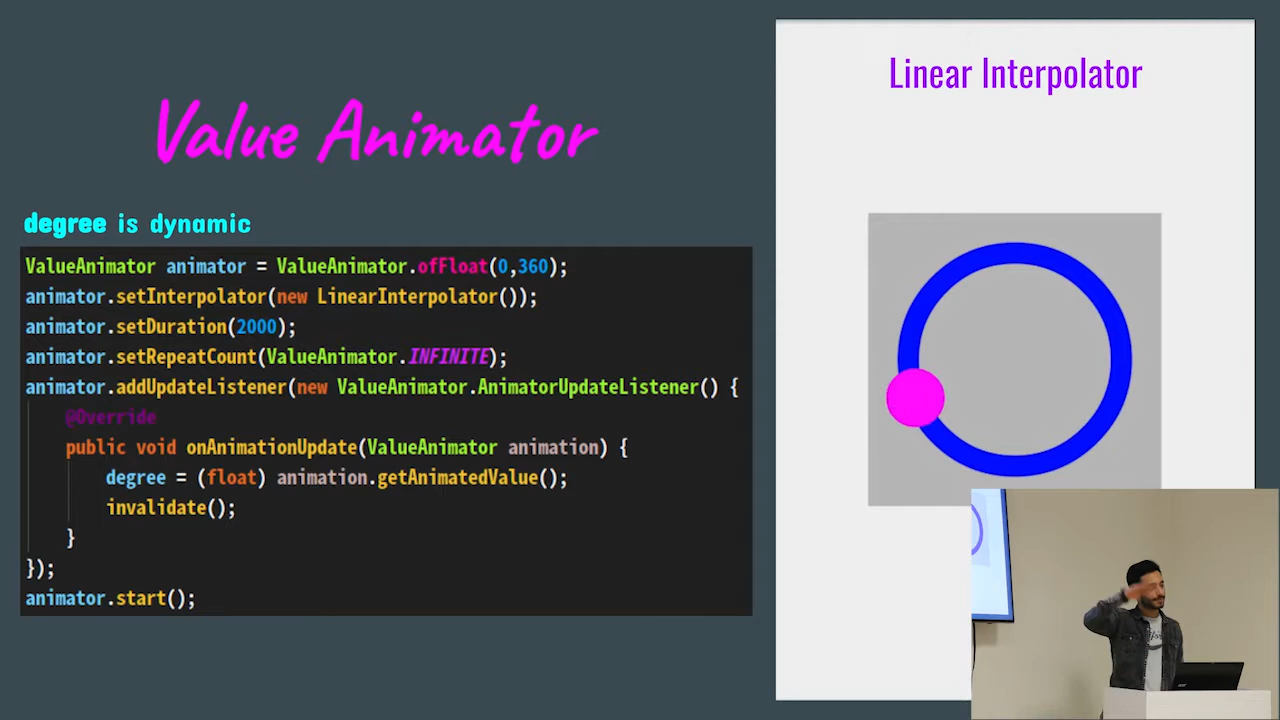 Value Animator
degree is dynamic
ValueAnimator animator = ValueAnimator.ofFloat(0,360);
animator.setInterpolator(new LinearInterpolator());
animator.setDuration(2000);
animator.setRepeatCount(ValueAnimator.INFINITE);
animator.addUpdateListener(new ValueAnimator.AnimatorUpdateListener() {
@Override
public void onAnimationUpdate(ValueAnimator animation) {
degree = (float) animation.getAnimatedValue();
invalidate();
}
});
animator.start();
Linear Interpolator